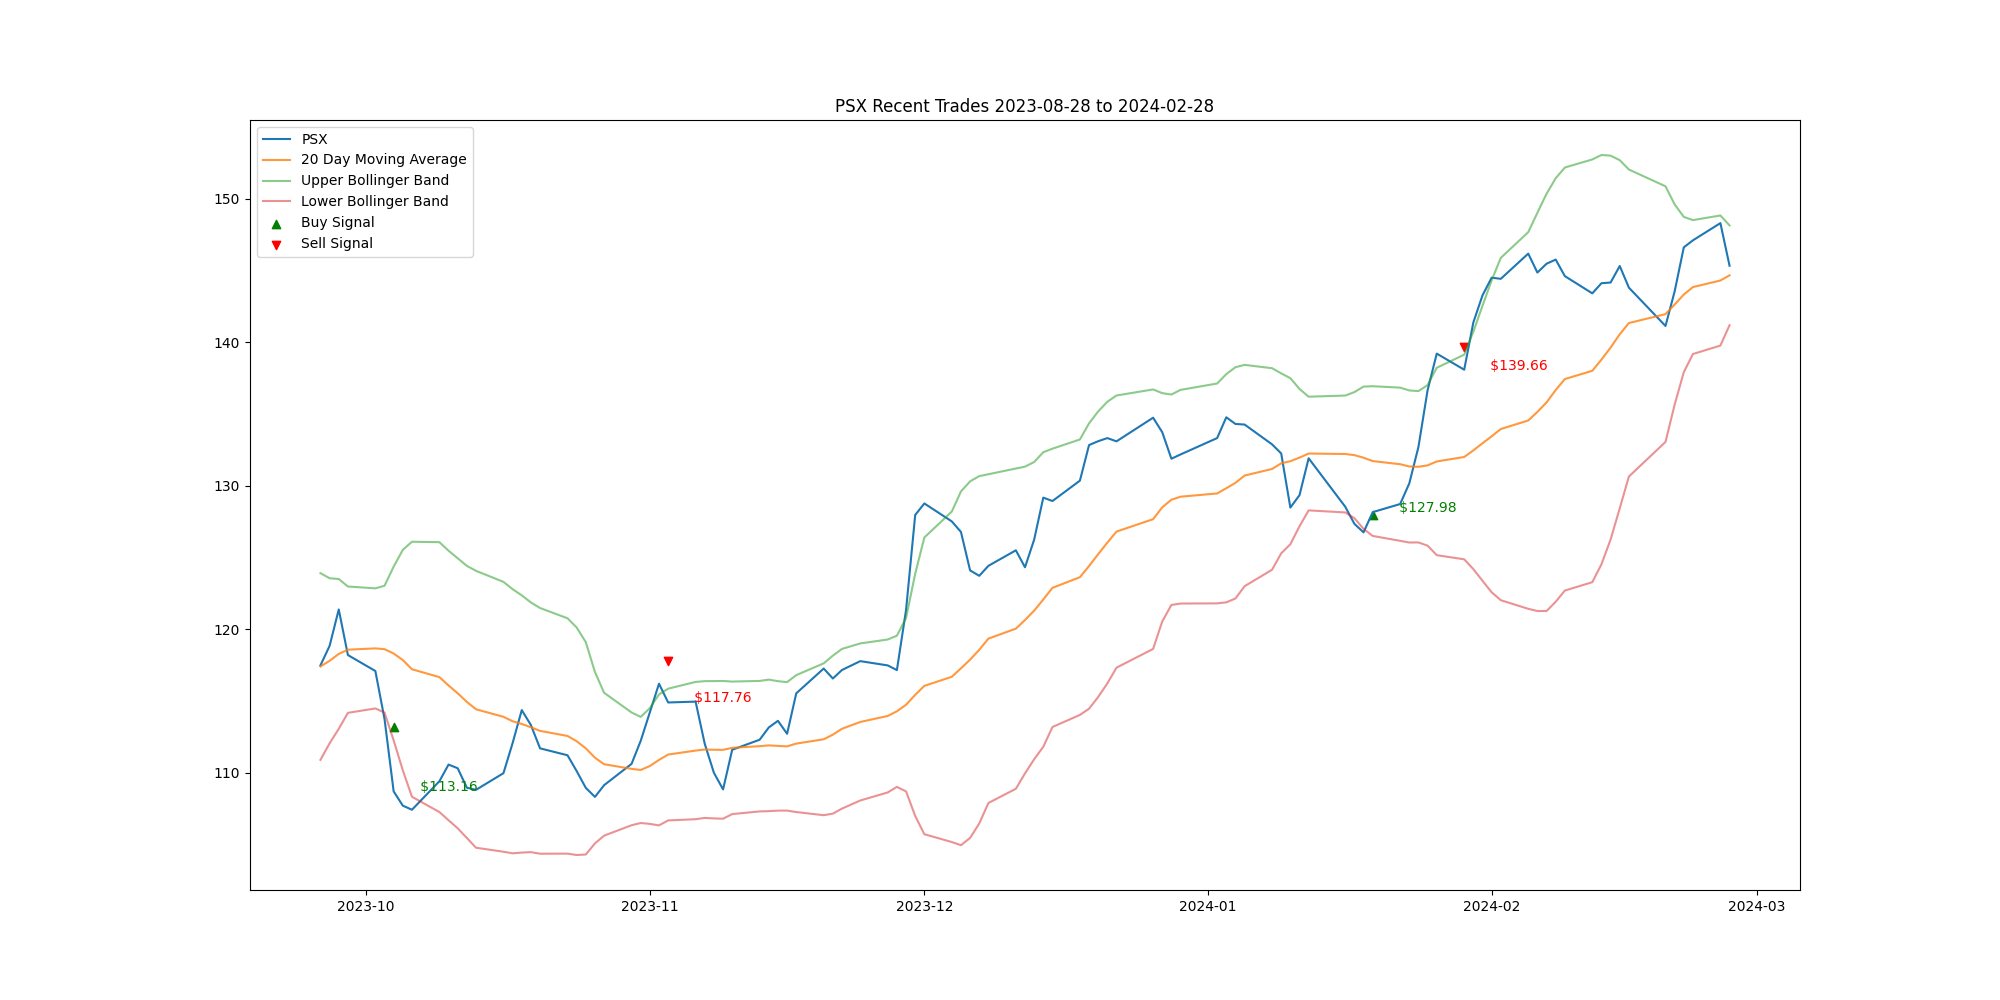 PSX Recent Trades 2023-08-28 to 2024-02-28
PSX
20 Day Moving Average
Upper Bollinger Band
Lower Bollinger Band
Buy Signal
Sell Signal
150
140
130
120
110
$139.66
$127.98
$117.76
$113.16
2023-10
2023-11
2023-12
2024-01
2024-02
2024-03